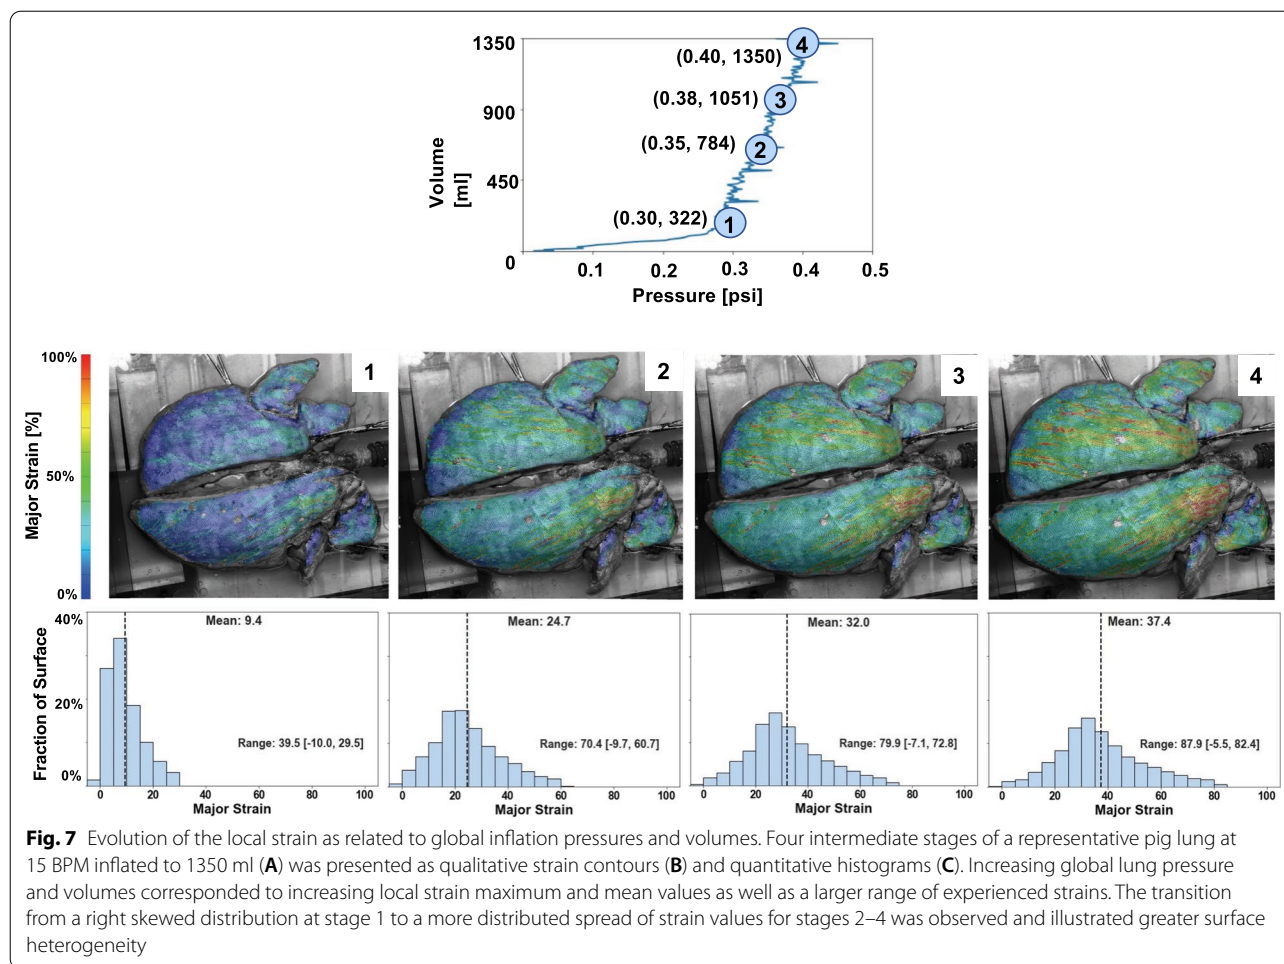 1350
900
450
0
Volume
[ml]
(0.40, 1350)
4
(0.38, 1051)
3
(0.35, 784)
2
(0.30, 322)
1
0.1 0.2 0.3 0.4 0.5
Pressure [psi]
100%
50%
0%
Major Strain [%]
1
2
3
4
40%
20%
0%
Fraction of Surface
Mean: 9.4
Range: 39.5 [-10.0, 29.5]
0 20 40 60 80 100
Major Strain
Mean: 24.7
Range: 70.4 [-9.7, 60.7]
0 20 40 60 80 100
Major Strain
Mean: 32.0
Range: 79.9 [-7.1, 72.8]
0 20 40 60 80 100
Major Strain
Mean: 37.4
Range: 87.9 [-5.5, 82.4]
0 20 40 60 80 100
Major Strain
Fig. 7 Evolution of the local strain as related to global inflation pressures and volumes. Four intermediate stages of a representative pig lung at
15 BPM inflated to 1350 ml (A) was presented as qualitative strain contours (B) and quantitative histograms (C). Increasing global lung pressure
and volumes corresponded to increasing local strain maximum and mean values as well as a larger range of experienced strains. The transition
from a right skewed distribution at stage 1 to a more distributed spread of strain values for stages 2–4 was observed and illustrated greater surface
heterogeneity